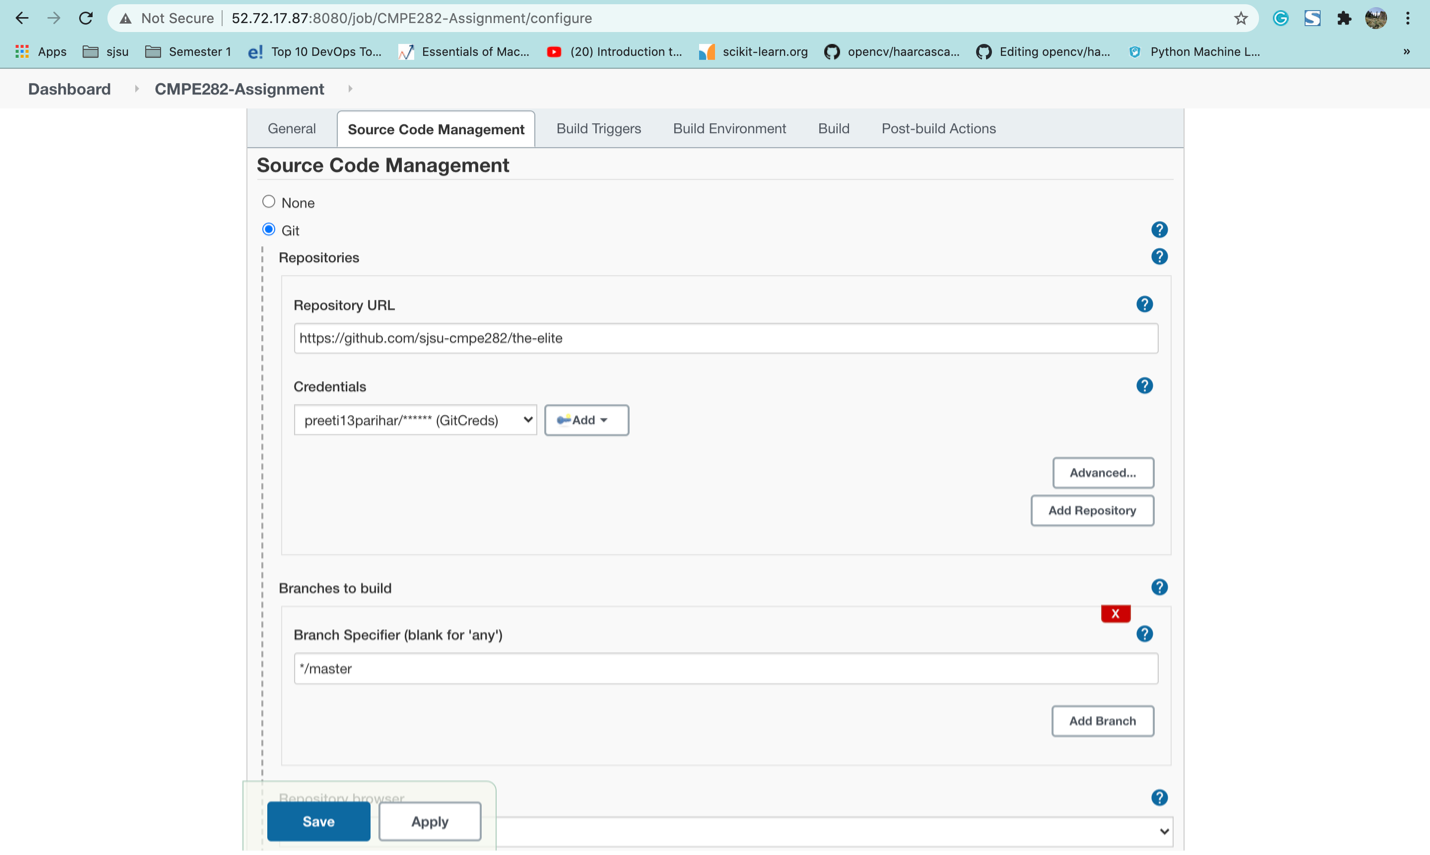 Not Secure 52.72.17.87:8080/job/CMPE282-Assignment/configure
Apps sjsu Semester 1 Top 10 DevOps To... Essentials of Mac... (20) Introduction t... scikit-learn.org opencv/haarcasca... Editing opencv/ha... Python Machine L... »
Dashboard CMPE282-Assignment
General Source Code Management Build Triggers Build Environment Build Post-build Actions
Source Code Management
None
Git ?
Repositories ?
Repository URL ?
https://github.com/sjsu-cmpe282/the-elite
Credentials ?
preeti13parihar/****** (GitCreds) Add
Advanced...
Add Repository
Branches to build ?
X
Branch Specifier (blank for 'any') ?
*/master
Add Branch
Repository browser ?
Save Apply